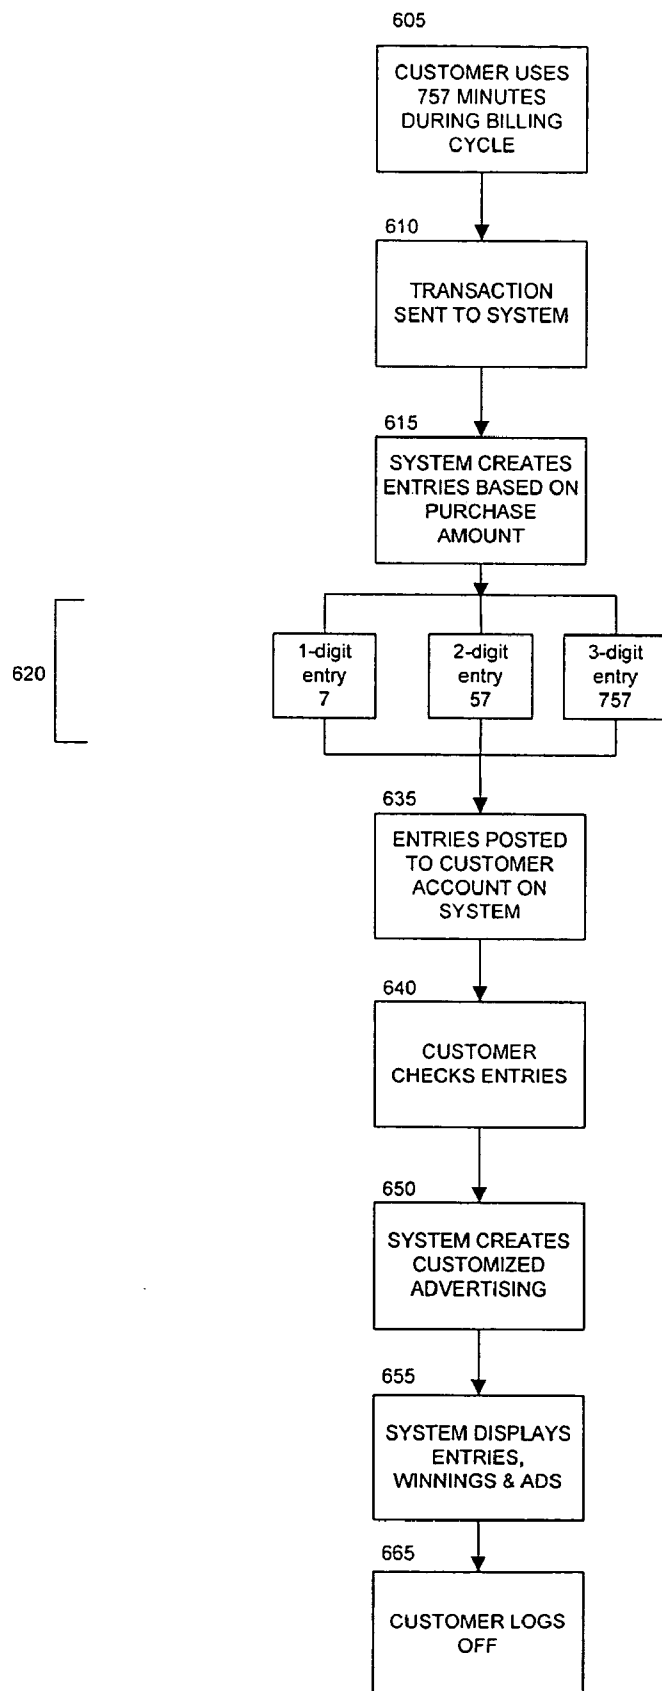 605
CUSTOMER USES
757 MINUTES
DURING BILLING
CYCLE
610
TRANSACTION
SENT TO SYSTEM
615
SYSTEM CREATES
ENTRIES BASED ON
PURCHASE
AMOUNT
620
1-digit
entry
7
2-digit
entry
57
3-digit
entry
757
635
ENTRIES POSTED
TO CUSTOMER
ACCOUNT ON
SYSTEM
640
CUSTOMER
CHECKS ENTRIES
650
SYSTEM CREATES
CUSTOMIZED
ADVERTISING
655
SYSTEM DISPLAYS
ENTRIES,
WINNINGS & ADS
665
CUSTOMER LOGS
OFF